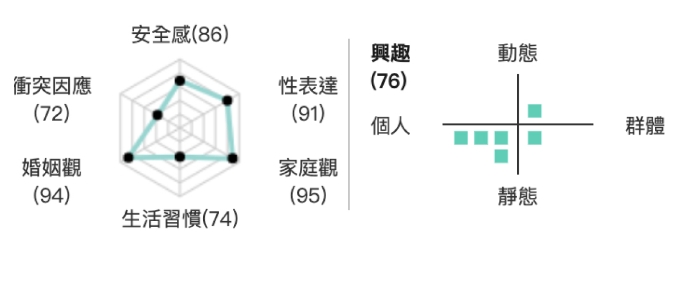 安全感(86)
衝突因應
(72)
性表達
(91)
婚姻觀
(94)
家庭觀
(95)
生活習慣(74)
興趣
(76)
動態
個人
群體
靜態